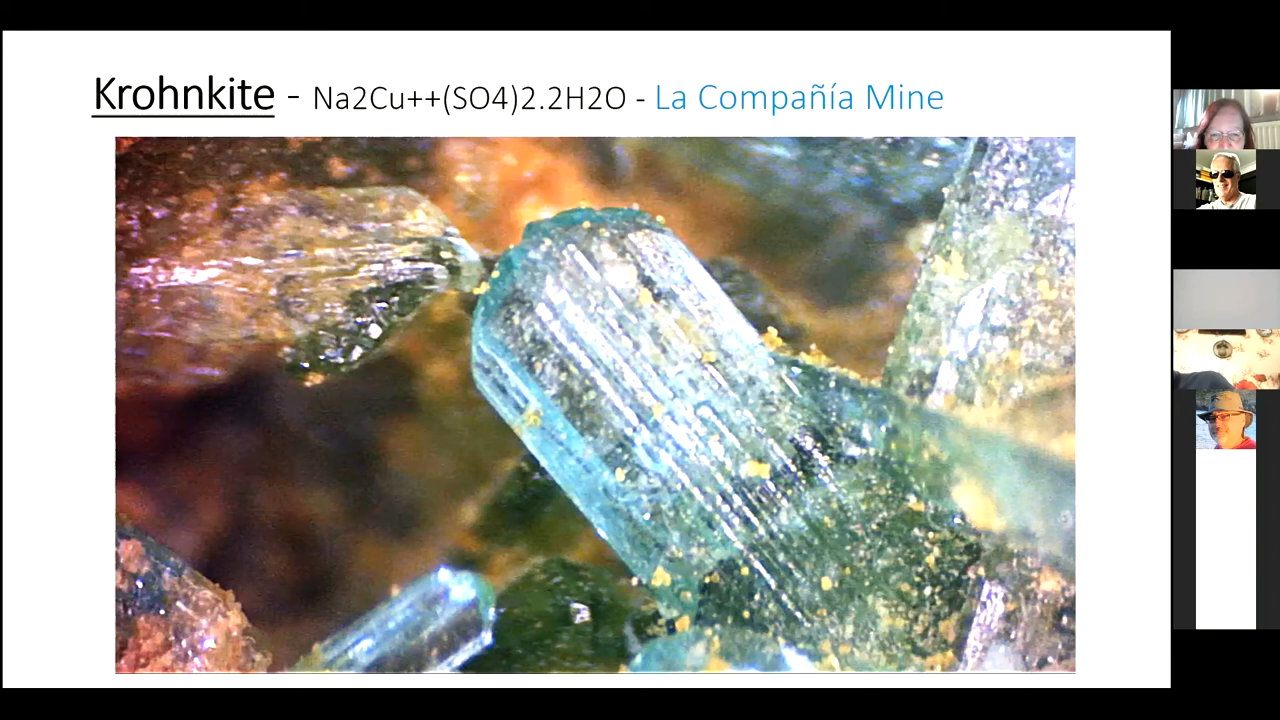 Krohnkite - Na2Cu++(SO4)2.2H2O - La Compañía Mine